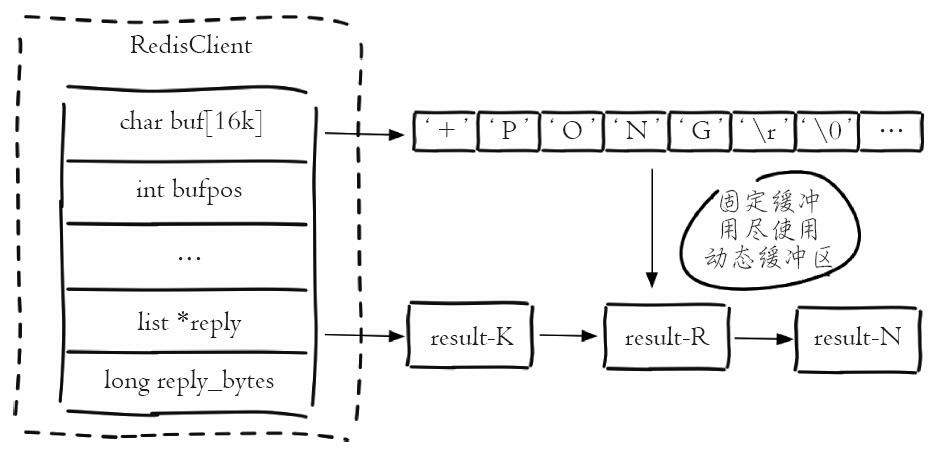 RedisClient
char buf[16k]
‘+’ ‘P’ ‘O’ ‘N’ ‘G’ ‘\r’ ‘\0’ …
int bufpos
固定缓冲
用尽使用
动态缓冲区
…
list *reply
result-K
result-R
result-N
long reply_bytes